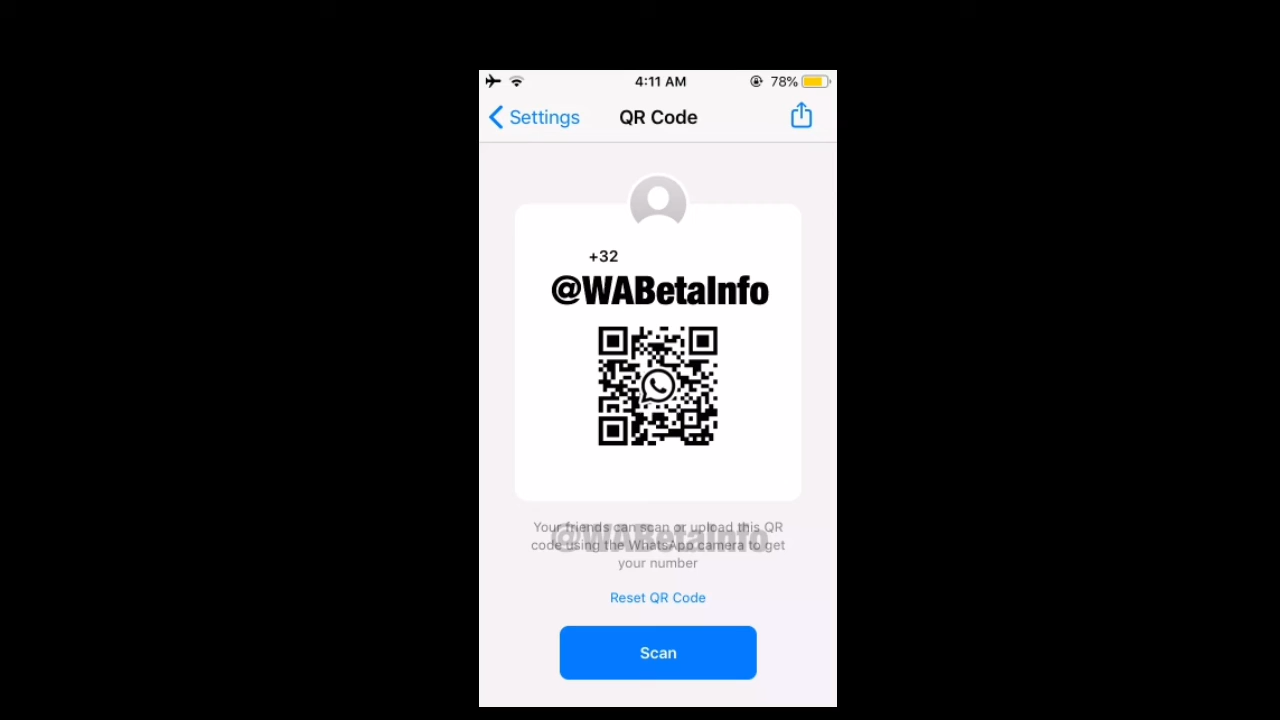 4:11 AM
78%
Settings
QR Code
+32
@WABetaInfo
Your friends can scan or upload this QR
code using the WhatsApp camera to get
your number
@WABetaInfo
Reset QR Code
Scan